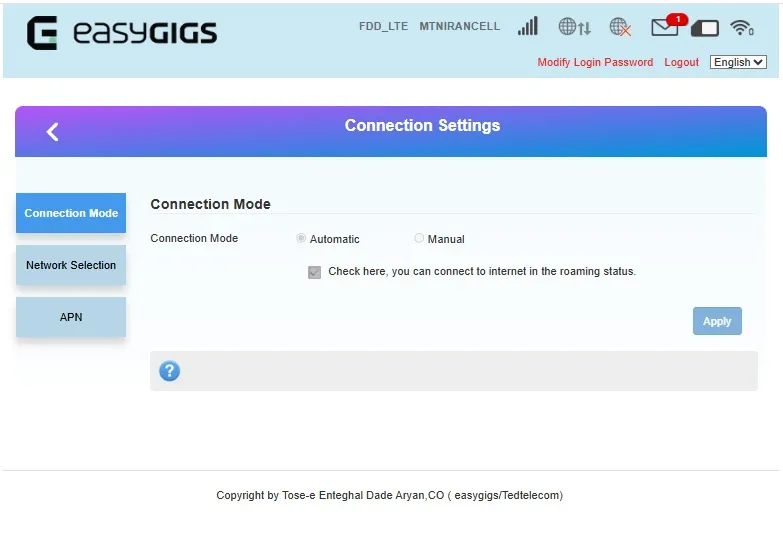 easyGIGS
FDD_LTE MTNIRANCELL 1
Modify Login Password Logout English
Connection Settings
Connection Mode
Network Selection
APN
Connection Mode
Connection Mode Automatic Manual
Check here, you can connect to internet in the roaming status.
Apply
?
Copyright by Tose-e Enteghal Dade Aryan,CO ( easygigs/Tedtelecom)